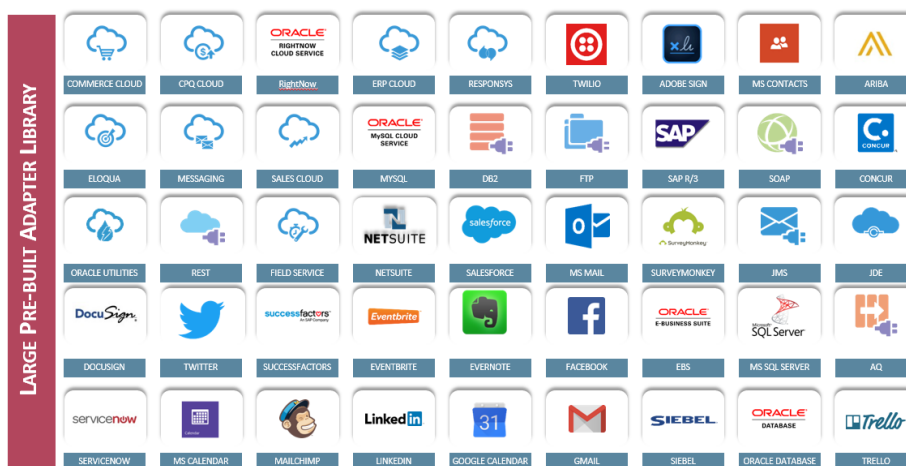 LARGE PRE-BUILT ADAPTER LIBRARY
ORACLE
RIGHTNOW
CLOUD SERVICE
x.li
COMMERCE CLOUD
CPQ CLOUD
RightNow
ERP CLOUD
RESPONSYS
TWILIO
ADOBE SIGN
MS CONTACTS
ARIBA
ORACLE
MySQL CLOUD
SERVICE
SAP
C.
CONCUR
ELOQUA
MESSAGING
SALES CLOUD
MYSQL
DB2
FTP
SAP R/3
SOAP
CONCUR
NETSUITE
salesforce
O
SurveyMonkey
ORACLE UTILITIES
REST
FIELD SERVICE
NETSUITE
SALESFORCE
MS MAIL
SURVEYMONKEY
JMS
JDE
DocuSign
successfactors
An SAP Company
Eventbrite
f
ORACLE
E-BUSINESS SUITE
Microsoft
SQL Server
DOCUSIGN
TWITTER
SUCCESSFACTORS
EVENTBRITE
EVERNOTE
FACEBOOK
EBS
MS SQL SERVER
AQ
servicenow
Calendar
Linked in
31
M
SIEBEL
ORACLE
DATABASE
Trello
SERVICENOW
MS CALENDAR
MAILCHIMP
LINKEDIN
GOOGLE CALENDAR
GMAIL
SIEBEL
ORACLE DATABASE
TRELLO